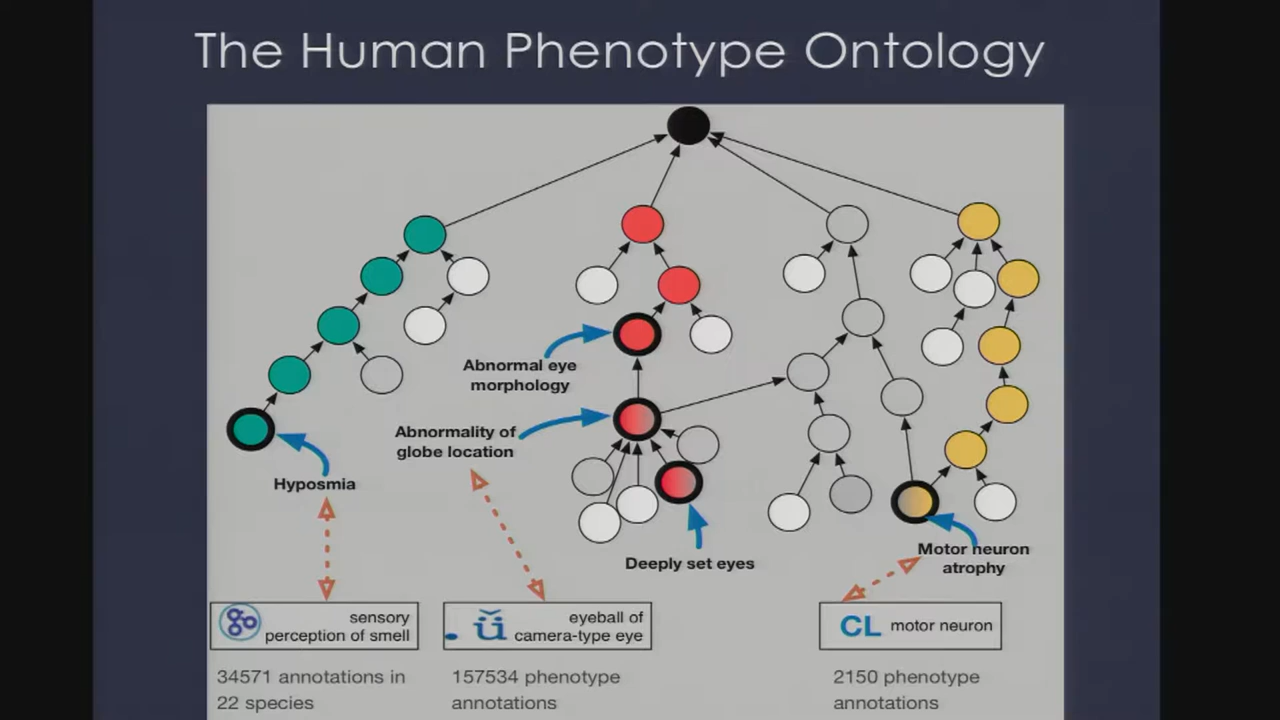 The Human Phenotype Ontology
Abnormal eye
morphology
Abnormality of
globe location
Hyposmia
Deeply set eyes
Motor neuron
atrophy
sensory
perception of smell
ǔ
eyeball of
camera-type eye
CL motor neuron
34571 annotations in
22 species
157534 phenotype
annotations
2150 phenotype
annotations